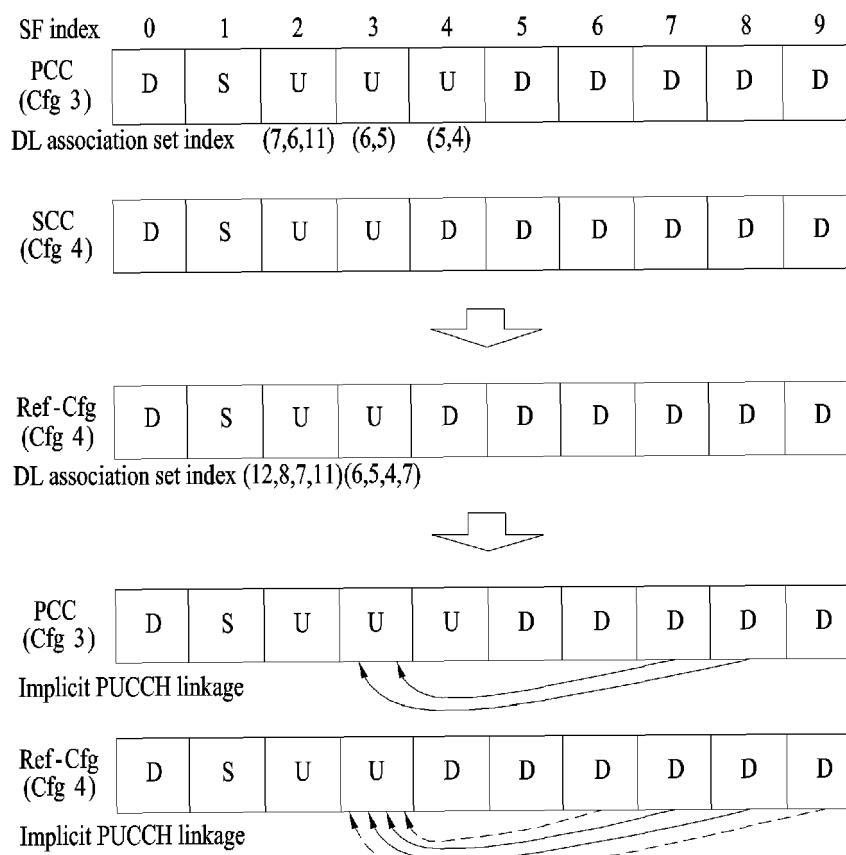 SF index 0 1 2 3 4 5 6 7 8 9
PCC
(Cfg 3) D S U U U D D D D D
DL association set index (7,6,11) (6,5) (5,4)
SCC
(Cfg 4) D S U U D D D D D D
Ref-Cfg
(Cfg 4) D S U U D D D D D D
DL association set index (12,8,7,11)(6,5,4,7)
PCC
(Cfg 3) D S U U U D D D D D
Implicit PUCCH linkage
Ref-Cfg
(Cfg 4) D S U U D D D D D D
Implicit PUCCH linkage